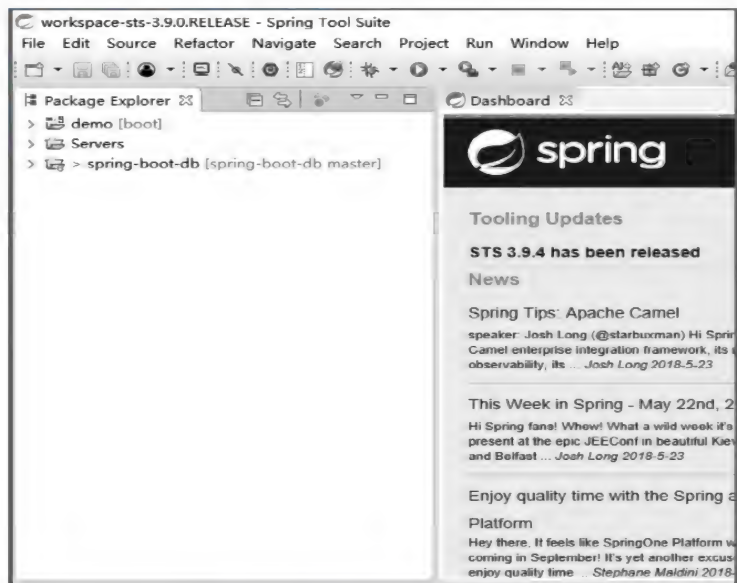 workspace-sts-3.9.0.RELEASE - Spring Tool Suite
File Edit Source Refactor Navigate Search Project Run Window Help
Package Explorer
demo [boot]
Servers
> spring-boot-db [spring-boot-db master]
Dashboard
spring
Tooling Updates
STS 3.9.4 has been released
News
Spring Tips: Apache Camel
speaker: Josh Long (@starbuxman) Hi Sprin
Camel enterprise integration framework, its
observability, its ... Josh Long 2018-5-23
This Week in Spring - May 22nd, 2
Hi Spring fans! Whew! What a wild week it's
present at the epic JEEConf in beautiful Kiev
and Belfast ... Josh Long 2018-5-23
Enjoy quality time with the Spring a
Platform
Hey there, It feels like SpringOne Platform w
coming in September! It's yet another excus
enjoy quality time ... Stephane Maldini 2018-